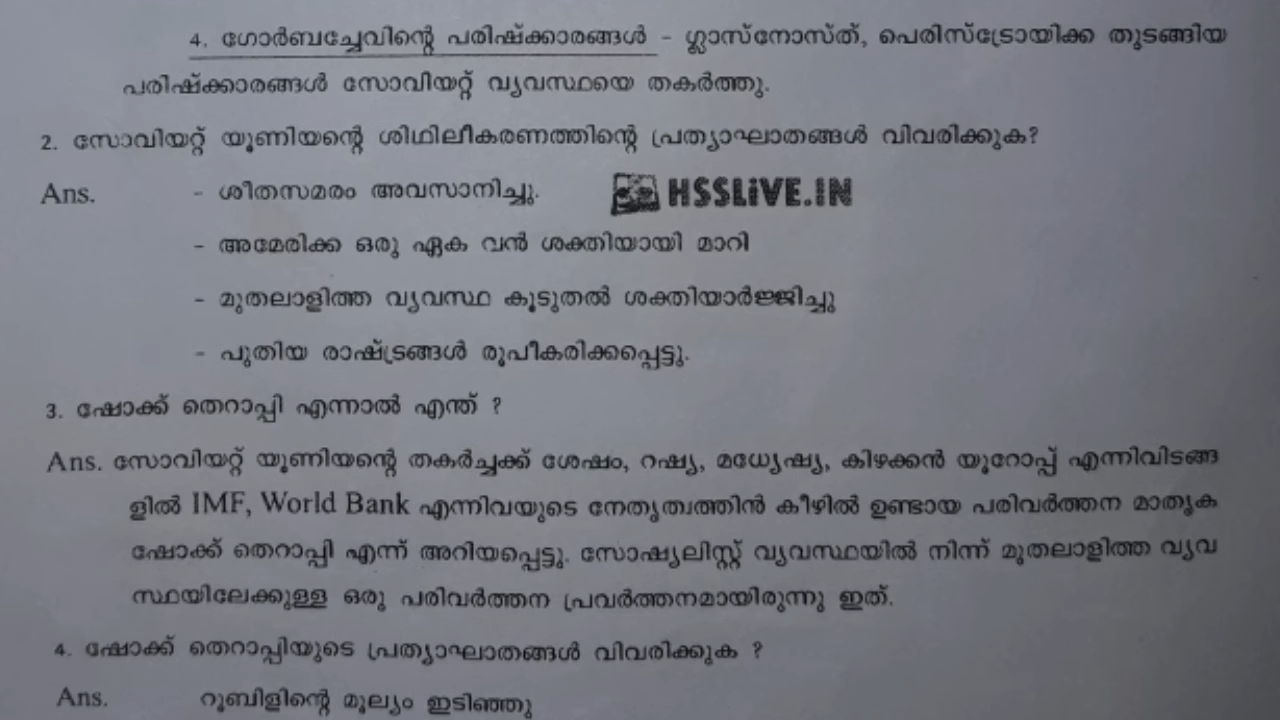 4. ഗോർബച്ചേവിന്റെ പരിഷ്ക്കാരങ്ങൾ - ഗ്ലാസ്നോസ്ത്, പെരിസ്ട്രോയിക്ക തുടങ്ങിയ
പരിഷ്ക്കാരങ്ങൾ സോവിയറ്റ് വ്യവസ്ഥയെ തകർത്തു.
2. സോവിയറ്റ് യൂണിയന്റെ ശിഥിലീകരണത്തിന്റെ പ്രത്യാഘാതങ്ങൾ വിവരിക്കുക?
Ans. - ശീതസമരം അവസാനിച്ചു. HSSLiVE.IN
- അമേരിക്ക ഒരു ഏക വൻ ശക്തിയായി മാറി
- മുതലാളിത്ത വ്യവസ്ഥ കൂടുതൽ ശക്തിയാർജ്ജിച്ചു
- പുതിയ രാഷ്ട്രങ്ങൾ രൂപീകരിക്കപ്പെട്ടു.
3. ഷോക്ക് തെറാപ്പി എന്നാൽ എന്ത് ?
Ans. സോവിയറ്റ് യൂണിയന്റെ തകർച്ചക്ക് ശേഷം, റഷ്യ, മധ്യേഷ്യ, കിഴക്കൻ യൂറോപ്പ് എന്നിവിടങ്ങ
ളിൽ IMF, World Bank എന്നിവയുടെ നേതൃത്വത്തിൻ കീഴിൽ ഉണ്ടായ പരിവർത്തന മാതൃക
ഷോക്ക് തെറാപ്പി എന്ന് അറിയപ്പെട്ടു. സോഷ്യലിസ്റ്റ് വ്യവസ്ഥയിൽ നിന്ന് മുതലാളിത്ത വ്യവ
സ്ഥയിലേക്കുള്ള ഒരു പരിവർത്തന പ്രവർത്തനമായിരുന്നു ഇത്.
4. ഷോക്ക് തെറാപ്പിയുടെ പ്രത്യാഘാതങ്ങൾ വിവരിക്കുക ?
Ans. റൂബിളിന്റെ മൂല്യം ഇടിഞ്ഞു